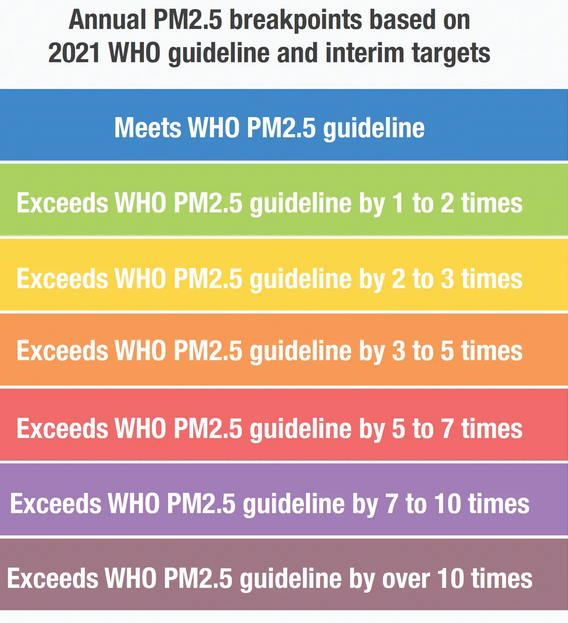 Annual PM2.5 breakpoints based on
2021 WHO guideline and interim targets
Meets WHO PM2.5 guideline
Exceeds WHO PM2.5 guideline by 1 to 2 times
Exceeds WHO PM2.5 guideline by 2 to 3 times
Exceeds WHO PM2.5 guideline by 3 to 5 times
Exceeds WHO PM2.5 guideline by 5 to 7 times
Exceeds WHO PM2.5 guideline by 7 to 10 times
Exceeds WHO PM2.5 guideline by over 10 times